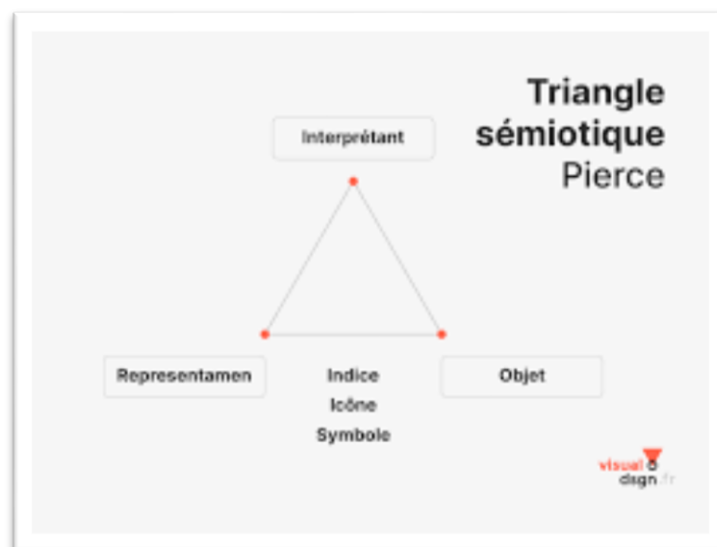 Triangle
sémiotique
Pierce
Interprétant
Representamen
Indice
Objet
Icône
Symbole
visual
dsgn.fr